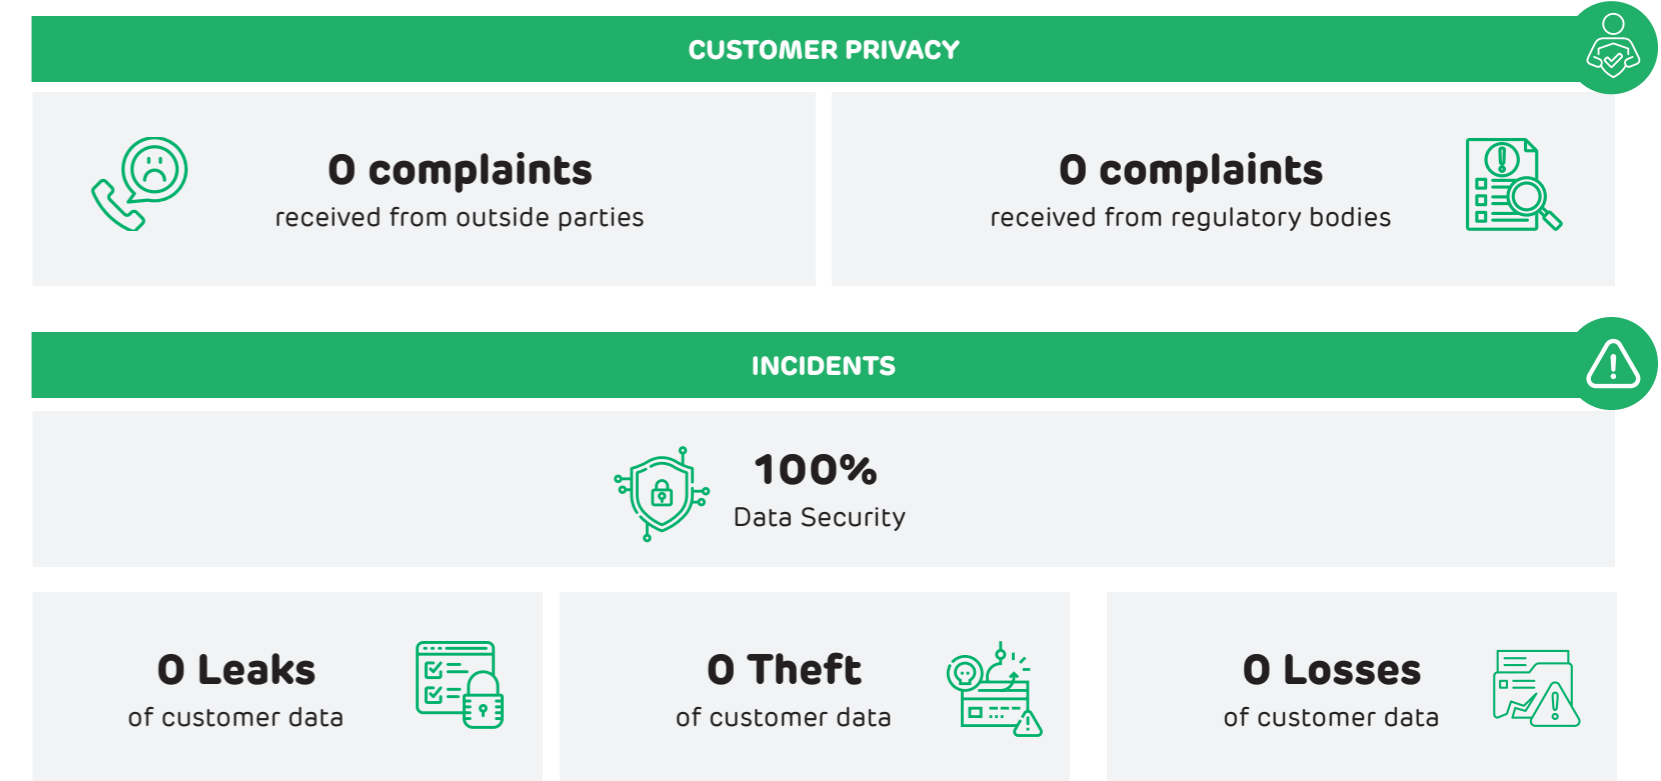 CUSTOMER PRIVACY
0 complaints
received from outside parties
0 complaints
received from regulatory bodies
INCIDENTS
100%
Data Security
0 Leaks
of customer data
0 Theft
of customer data
0 Losses
of customer data